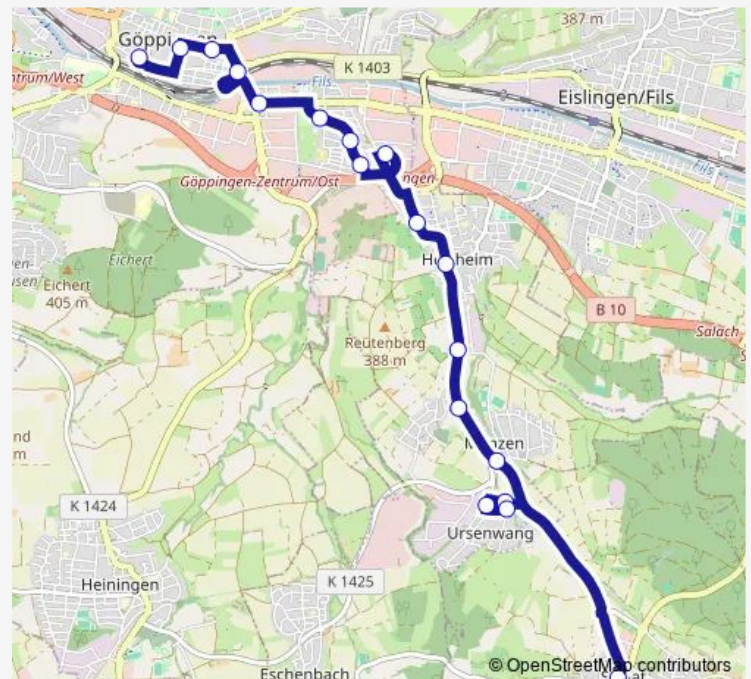 387 m
Göppingen
K 1403
ntrum/West
Fils
Eislingen/Fils
Göppingen-Zentrum/Ost
ngen
Fils
Eichert
Eichert
405 m
B 10
Reutenberg
388 m
Salach
nd
m
K 1424
Ursenwang
Heiningen
K 1425
Eschenbach
© OpenStreetMap contributors